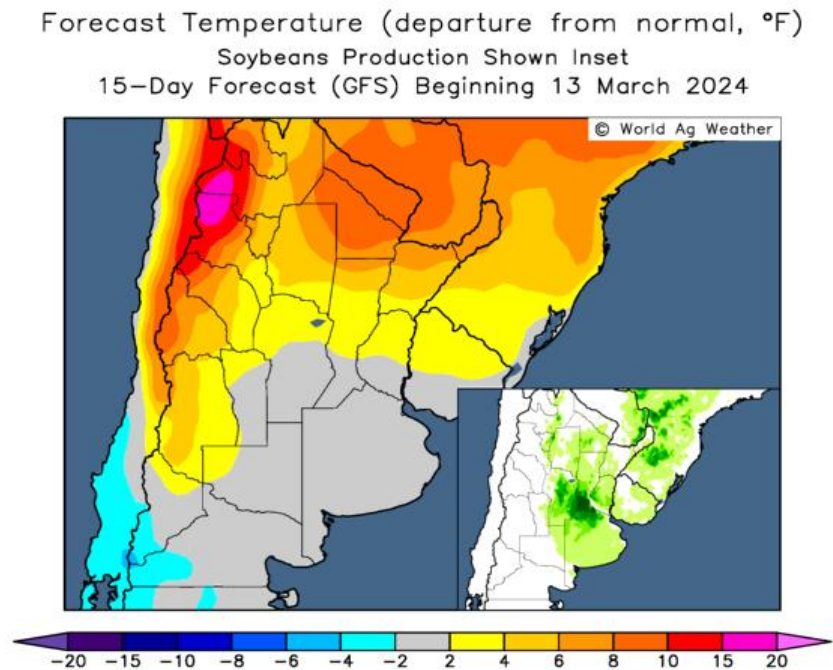 Forecast Temperature (departure from normal, °F)
Soybeans Production Shown Inset
15-Day Forecast (GFS) Beginning 13 March 2024
© World Ag Weather
-20 -15 -10 -8 -6 -4 -2 2 4 6 8 10 15 20